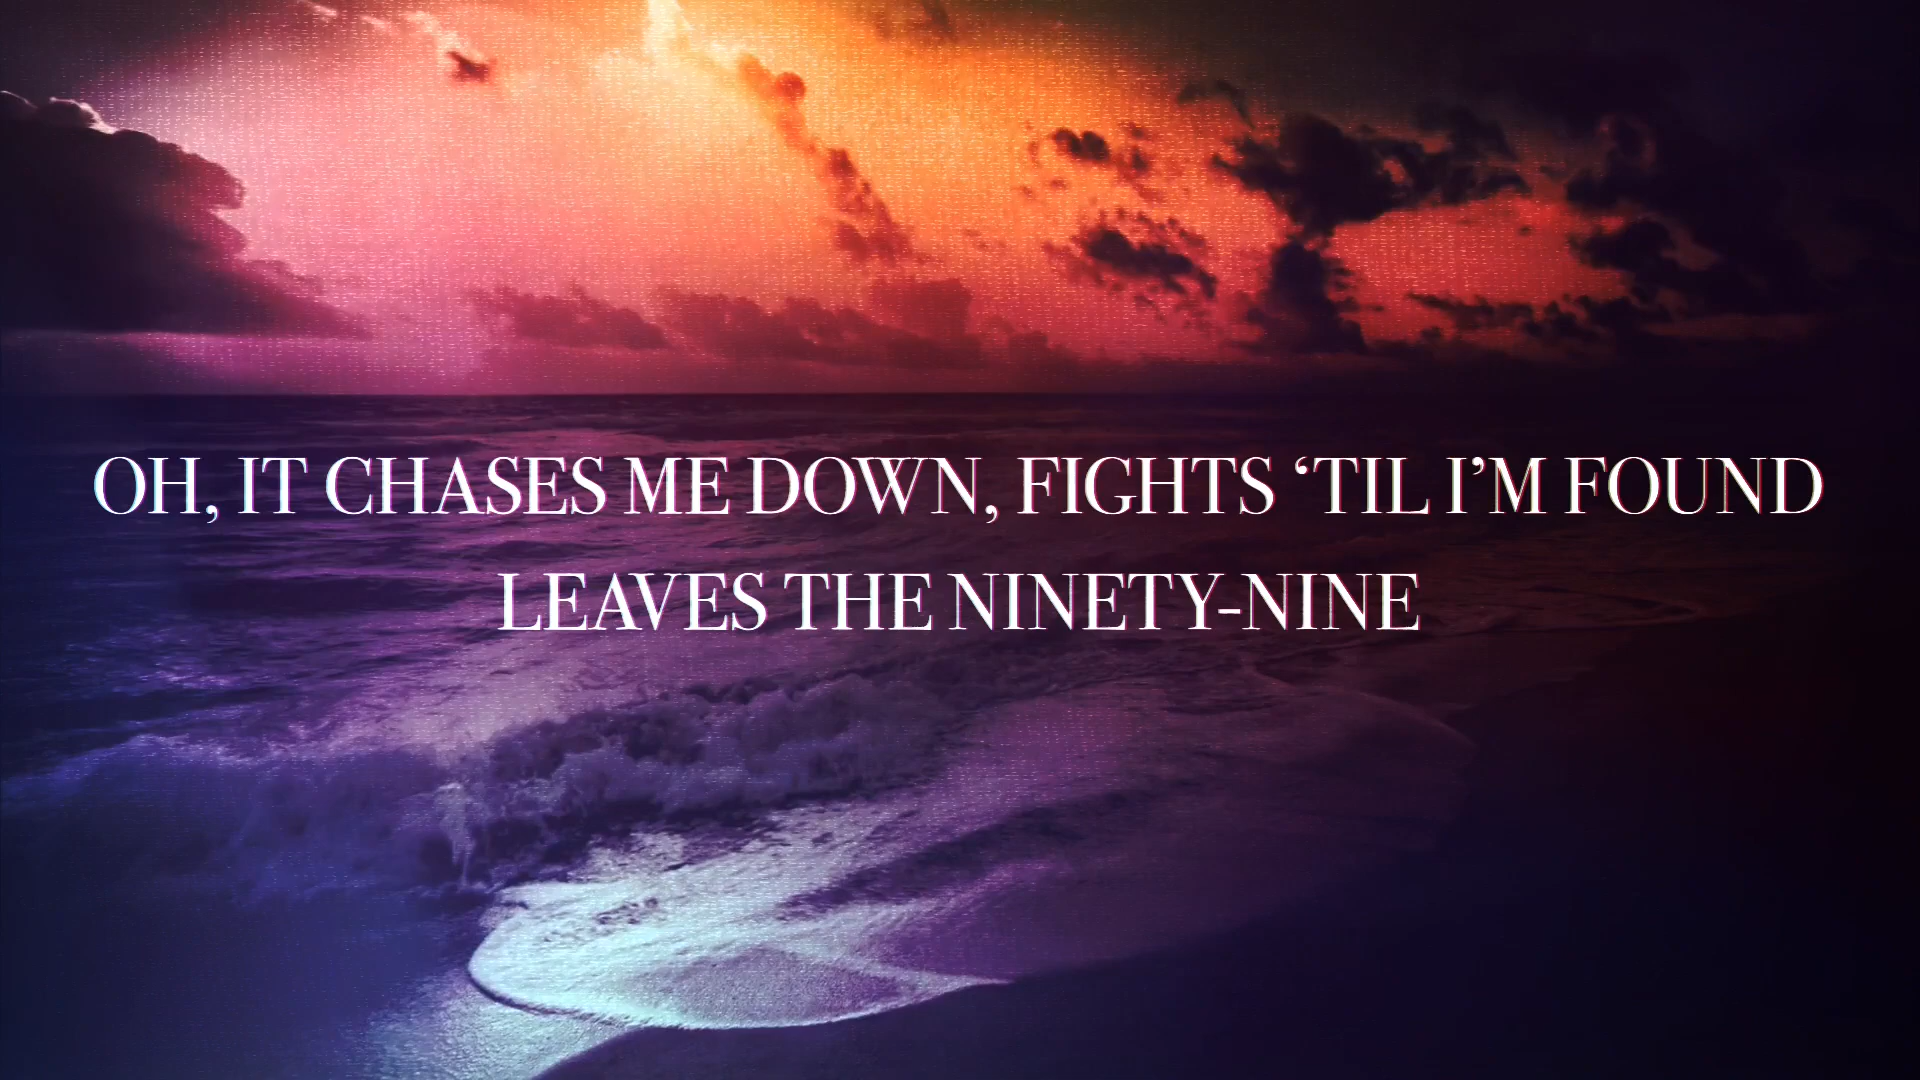 OH, IT CHASES ME DOWN, FIGHTS ‘TIL I’M FOUND
LEAVES THE NINETY-NINE